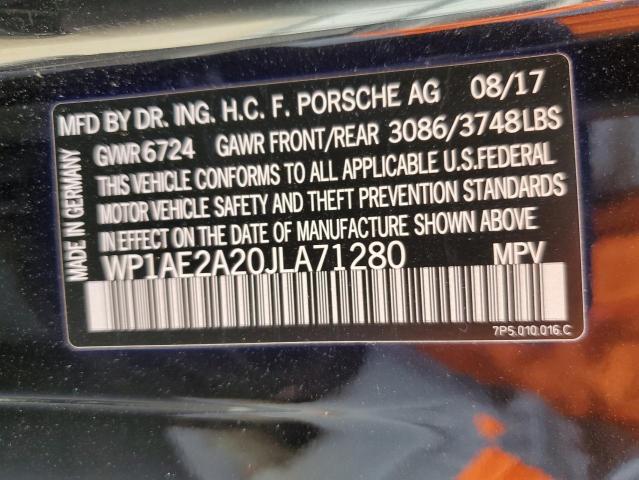 MFD BY DR. ING. H.C. F. PORSCHE AG 08/17
GVWR 6724 GAWR FRONT/REAR 3086/3748LBS
THIS VEHICLE CONFORMS TO ALL APPLICABLE U.S.FEDERAL
MOTOR VEHICLE SAFETY AND THEFT PREVENTION STANDARDS
IN EFFECT ON THE DATE OF MANUFACTURE SHOWN ABOVE
WP1AE2A20JLA71280 MPV
7P5.010.016.C
MADE IN GERMANY